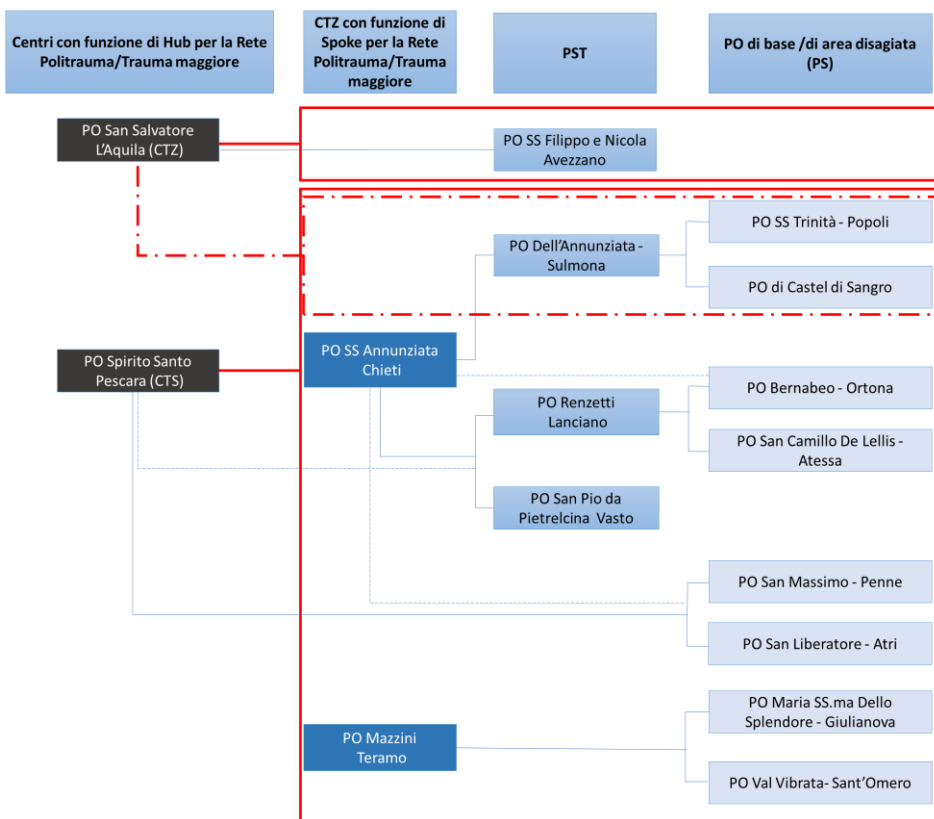 Centri con funzione di Hub per la Rete
Politrauma/Trauma maggiore
CTZ con funzione di
Spoke per la Rete
Politrauma/Trauma
maggiore
PST
PO di base /di area disagiata
(PS)
PO San Salvatore
L'Aquila (CTZ)
PO SS Filippo e Nicola
Avezzano
PO SS Trinità - Popoli
PO Dell'Annunziata -
Sulmona
PO di Castel di Sangro
PO SS Annunziata
Chieti
PO Spirito Santo
Pescara (CTS)
PO Bernabeo - Ortona
PO Renzetti
Lanciano
PO San Camillo De Lellis -
Atessa
PO San Pio da
Pietrelcina  Vasto
PO San Massimo - Penne
PO San Liberatore - Atri
PO Maria SS.ma Dello
Splendore - Giulianova
PO Mazzini
Teramo
PO Val Vibrata- Sant'Omero